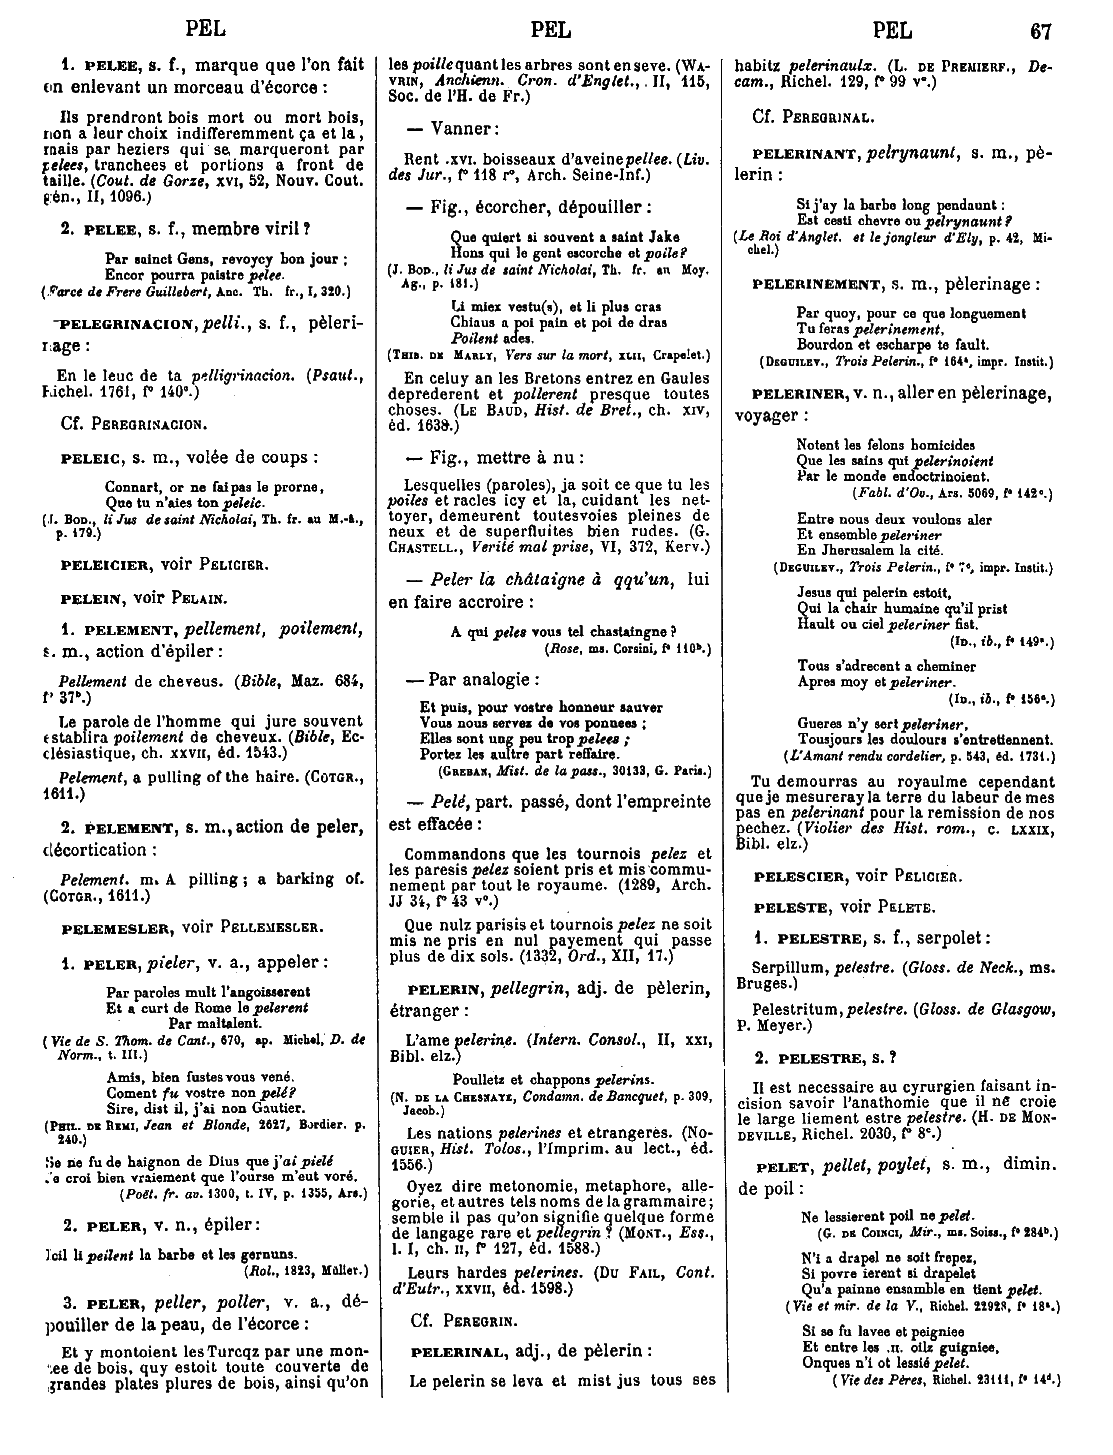 PEL PEL PEL 67
1. PELEE, s. f., marque que l'on fait
en enlevant un morceau d'écorce :
Ils prendront bois mort ou mort bois,
non a leur choix indifferemment ça et la,
mais par heziers qui se marqueront par
pelees, tranchees et portions a front de
taille. (Cout. de Gorze, XVI, 52, Nouv. Cout.
gén., II, 1096.)
2. PELEE, s. f., membre viril ?
Par sainct Gens, revoycy bon jour ;
Encor pourra paistre pelee.
(Farce de Frere Guillebert, Anc. Th. fr., I, 320.)
PELEGRINACION, pelli., s. f., pèleri-
nage :
En le leuc de ta pelligrinacion. (Psaut.,
Richel. 1761, f° 140ª.)
Cf. PEREGRINACION.
PELEIC, s. m., volée de coups :
Connart, or ne fai pas le prorne,
Que tu n'aies ton peleic.
(J. BOD., li Jus de saint Nicholai, Th. fr. au M.-A.,
p. 179.)
PELEICIER, voir PELICIER.
PELEIN, voir PELAIN.
1. PELEMENT, pellement, poilement,
s. m., action d'épiler :
Pellement de cheveus. (Bible, Maz. 684,
f° 37ᵇ.)
Le parole de l'homme qui jure souvent
establira poilement de cheveux. (Bible, Ec-
clésiastique, ch. XXVII, éd. 1543.)
Pelement, a pulling of the haire. (COTGR.,
1611.)
2. PELEMENT, s. m., action de peler,
décortication :
Pelement. m. A pilling ; a barking of.
(COTGR., 1611.)
PELEMESLER, voir PELLEMESLER.
1. PELER, pieler, v. a., appeler :
Par paroles mult l'angoisserent
Et a curt de Rome le pelerent
Par maltalent.
(Vie de S. Thom. de Cant., 670, ap. Michel, D. de
Norm., t. III.)
Amis, bien fustes vous vené.
Coment fu vostre non pelé ?
Sire, dist il, j'ai non Gautier.
(PHIL. DE REMI, Jean et Blonde, 2627, Bordier, p.
240.)
Se ne fu de haignon de Dius que j'ai pielé
Je croi bien vraiement que l'ourse m'eut voré.
(Poët. fr. av. 1300, t. IV, p. 1355, Ars.)
2. PELER, v. n., épiler :
Icil li peilent la barbe et les gernuns.
(Rol., 1823, Müller.)
3. PELER, peller, poller, v. a., dé-
pouiller de la peau, de l'écorce :
Et y montoient les Turcqz par une mon-
tee de bois, quy estoit toute couverte de
grandes plates plures de bois, ainsi qu'on
les poille quant les arbres sont en seve. (WA-
VRIN, Anchienn. Cron. d'Englet., II, 115,
Soc. de l'H. de Fr.)
— Vanner :
Rent .XVI. boisseaux d'aveine pellee. (Liv.
des Jur., f° 118 r°, Arch. Seine-Inf.)
— Fig., écorcher, dépouiller :
Que quiert si souvent a saint Jake
Hons qui le gent escorche et poile ?
(J. BOD., li Jus de saint Nicholai, Th. fr. au Moy.
Ag., p. 181.)
Li miex vestu(s), et li plus cras
Chiaus a poi pain et poi de dras
Poilent adès.
(THIB. DE MARLY, Vers sur la mort, XLII, Crapelet.)
En celuy an les Bretons entrez en Gaules
deprederent et pollerent presque toutes
choses. (LE BAUD, Hist. de Bret., ch. XIV,
éd. 1638.)
— Fig., mettre à nu :
Lesquelles (paroles), ja soit ce que tu les
poiles et racles icy et la, cuidant les net-
toyer, demeurent toutesvoies pleines de
neux et de superfluites bien rudes. (G.
CHASTELL., Verité mal prise, VI, 372, Kerv.)
— Peler la châtaigne à qqu'un, lui
en faire accroire :
A qui peles vous tel chastaingne ?
(Rose, ms. Corsini, f° 110ᵇ.)
— Par analogie :
Et puis, pour vostre honneur sauver
Vous nous servez de vos ponnees ;
Elles sont ung peu trop pelees ;
Portez les aultre part reffaire.
(GREBAN, Mist. de la pass., 30133, G. Paris.)
— Pelé, part. passé, dont l'empreinte
est effacée :
Commandons que les tournois pelez et
les paresis pelez soient pris et mis commu-
nement par tout le royaume. (1289, Arch.
JJ 34, f° 43 v°.)
Que nulz parisis et tournois pelez ne soit
mis ne pris en nul payement qui passe
plus de dix sols. (1332, Ord., XII, 17.)
PELERIN, pellegrin, adj. de pèlerin,
étranger :
L'ame pelerine. (Intern. Consol., II, XXI,
Bibl. elz.)
Poulletz et chappons pelerins.
(N. DE LA CHESNAYE, Condamn. de Bancquet, p. 309,
Jacob.)
Les nations pelerines et etrangeres. (NO-
GUIER, Hist. Tolos., l'Imprim. au lect., éd.
1556.)
Oyez dire metonomie, metaphore, alle-
gorie, et autres tels noms de la grammaire ;
semble il pas qu'on signifie quelque forme
de langage rare et pellegrin ? (MONT., Ess.,
l. I, ch. II, f° 127, éd. 1588.)
Leurs hardes pelerines. (DU FAIL, Cont.
d'Eutr., XXVII, éd. 1598.)
Cf. PEREGRIN.
PELERINAL, adj., de pèlerin :
Le pelerin se leva et mist jus tous ses
habitz pelerinaulx. (L. DE PREMIERF., De-
cam., Richel. 129, f° 99 v°.)
Cf. PEREGRINAL.
PELERINANT, pelrynaunt, s. m., pè-
lerin :
Si j'ay la barbe long pendaunt :
Est cesti chevre ou pelrynaunt ?
(Le Roi d'Anglet. et le jongleur d'Ely, p. 42, Mi-
chel.)
PELERINEMENT, s. m., pèlerinage :
Par quoy, pour ce que longuement
Tu feras pelerinement,
Bourdon et escharpe te fault.
(DEGUILEV., Trois Pelerin., f° 164ª, impr. Instit.)
PELERINER, v. n., aller en pèlerinage,
voyager :
Notent les felons homicides
Que les sains qui pelerinoient
Par le monde endoctrinoient.
(Fabl. d'Ov., Ars. 5069, f° 142ᵉ.)
Entre nous deux voulons aler
Et ensemble peleriner
En Jherusalem la cité.
(DEGUILEV., Trois Pelerin., impr. Instit.)
Jesus qui pelerin estoit,
Qui la chair humaine qu'il prist
Hault ou ciel peleriner fist.
(ID., ib., f° 149ª.)
Tous s'adrecent a cheminer
Apres moy et peleriner.
(ID., ib., f° 156ª.)
Gueres n'y sert peleriner,
Tousjours les doulours s'entretiennent.
(L'Amant rendu cordelier, p. 543, éd. 1731.)
Tu demourras au royaulme cependant
que je mesureray la terre du labeur de mes
pas en pelerinant pour la remission de nos
pechez. (Violier des Hist. rom., c. LXXIX,
Bibl. elz.)
PELESCIER, voir PELICIER.
PELESTE, voir PELETE.
1. PELESTRE, s. f., serpolet :
Serpillum, pelestre. (Gloss. de Neck., ms.
Bruges.)
Pelestritum, pelestre. (Gloss. de Glasgow,
P. Meyer.)
2. PELESTRE, s. ?
Il est necessaire au cyrurgien faisant in-
cision savoir l'anathomie que il ne croie
le large liement estre pelestre. (H. DE MON-
DEVILLE, Richel. 2030, f° 8ᶜ.)
PELET, pellet, poylet, s. m., dimin.
de poil :
Ne lessierent poil ne pelet.
(G. DE COINCI, Mir., ms. Soiss., f° 284ᵇ.)
N'i a drapel ne soit frepez,
Si povre ierent si drapelet
Qu'a painne ensamble en tient pelet.
(Vie et mir. de la V., Richel. 22928, f° 18ª.)
Si se fu lavee et peigniee
Et entre les .II. oilz guigniee,
Onques n'i ot lessié pelet.
(Vie des Pères, Richel. 23111, f° 14ᵈ.)